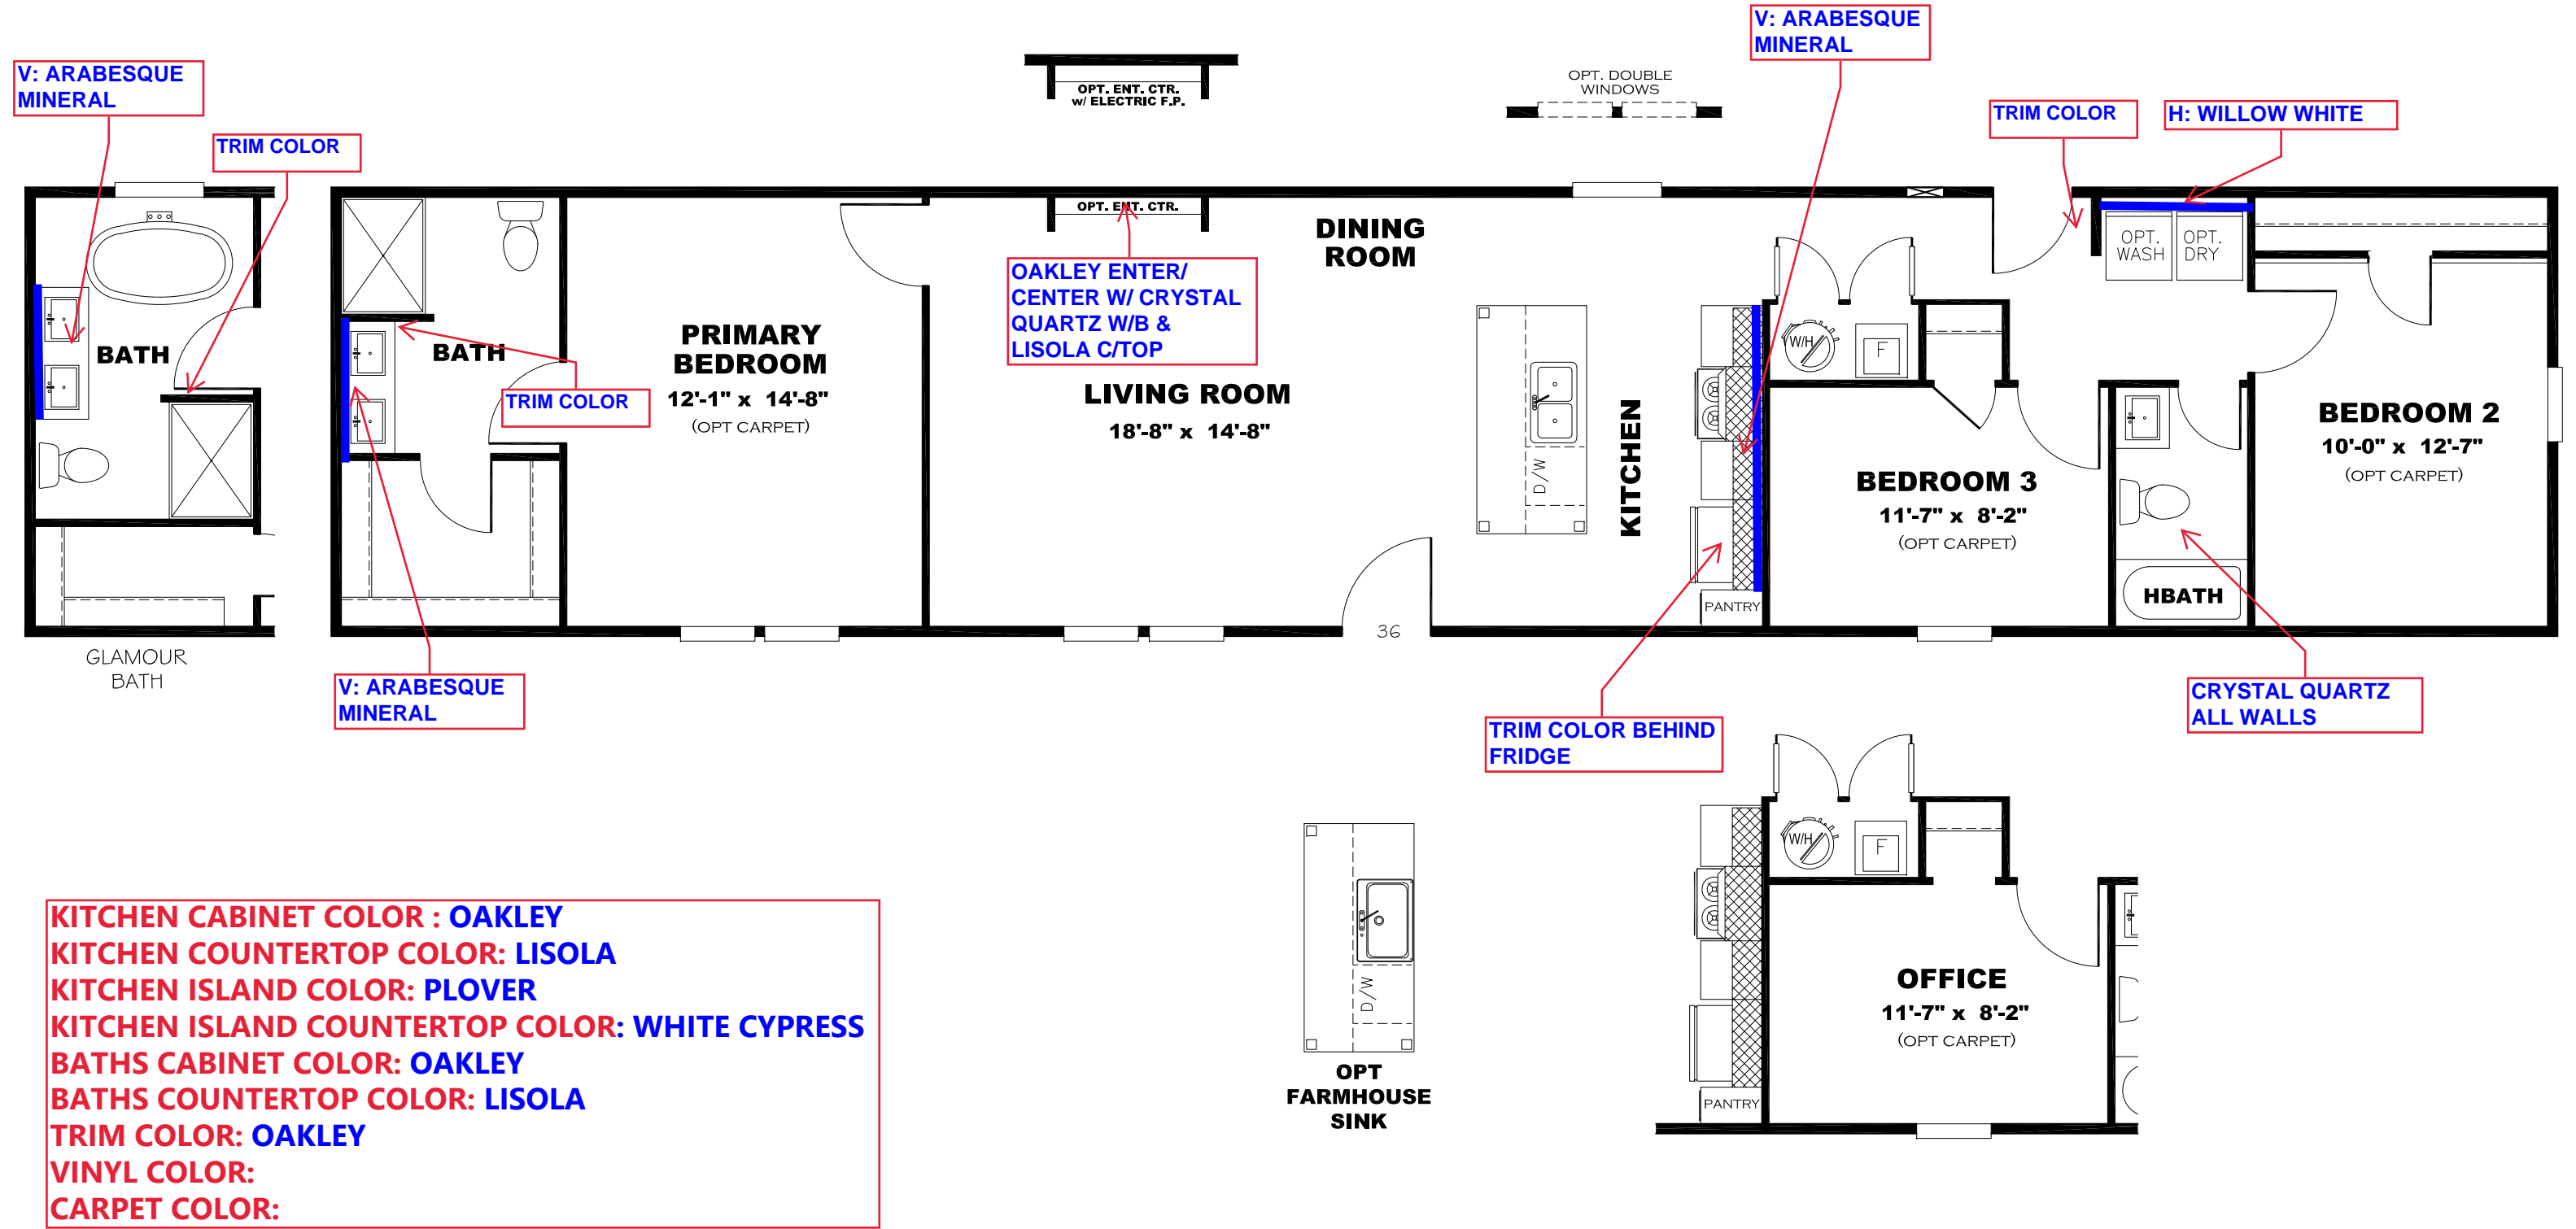 V: ARABESQUE
MINERAL
TRIM COLOR
BATH
GLAMOUR
BATH
OPT. ENT. CTR.
w/ ELECTRIC F.P.
OPT. DOUBLE
WINDOWS
V: ARABESQUE
MINERAL
TRIM COLOR
H: WILLOW WHITE
OPT. ENT. CTR.
OAKLEY ENTER/
CENTER W/ CRYSTAL
QUARTZ W/B &
LISOLA C/TOP
BATH
TRIM COLOR
V: ARABESQUE
MINERAL
PRIMARY
BEDROOM
12'-1" x 14'-8"
(OPT CARPET)
LIVING ROOM
18'-8" x 14'-8"
DINING
ROOM
D/W
KITCHEN
36
PANTRY
TRIM COLOR BEHIND
FRIDGE
W/H
F
OPT.
WASH
OPT.
DRY
BEDROOM 3
11'-7" x 8'-2"
(OPT CARPET)
HBATH
CRYSTAL QUARTZ
ALL WALLS
BEDROOM 2
10'-0" x 12'-7"
(OPT CARPET)
D/W
OPT
FARMHOUSE
SINK
W/H
F
OFFICE
11'-7" x 8'-2"
(OPT CARPET)
PANTRY
KITCHEN CABINET COLOR : OAKLEY
KITCHEN COUNTERTOP COLOR: LISOLA
KITCHEN ISLAND COLOR: PLOVER
KITCHEN ISLAND COUNTERTOP COLOR: WHITE CYPRESS
BATHS CABINET COLOR: OAKLEY
BATHS COUNTERTOP COLOR: LISOLA
TRIM COLOR: OAKLEY
VINYL COLOR:
CARPET COLOR: